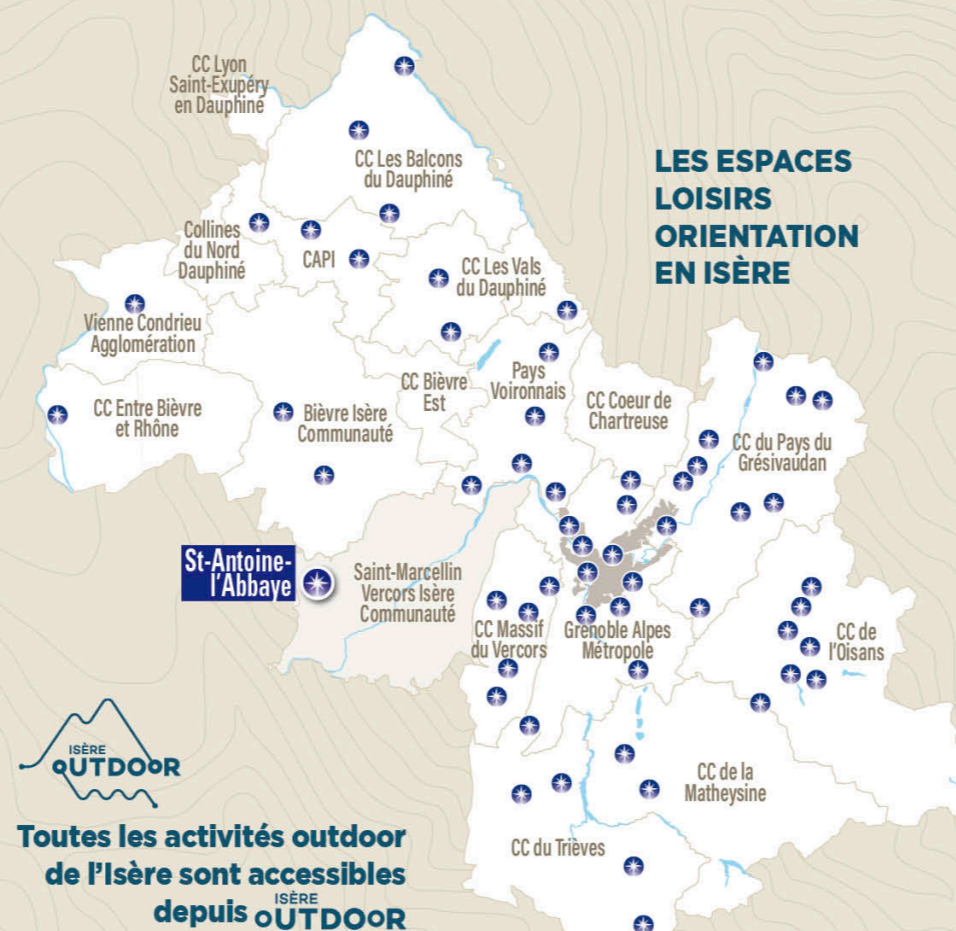 CC Lyon
Saint-Exupéry
en Dauphiné
CC Les Balcons
du Dauphiné
LES ESPACES
LOISIRS
ORIENTATION
EN ISÈRE
Collines
du Nord
Dauphiné
CAPI
CC Les Vals
du Dauphiné
Vienne Condrieu
Agglomération
CC Entre Bièvre
et Rhône
Bièvre Isère
Communauté
CC Bièvre
Est
Pays
Voironnais
CC Coeur de
Chartreuse
CC du Pays du
Grésivaudan
St-Antoine-
l'Abbaye
Saint-Marcellin
Vercors Isère
Communauté
CC Massif
du Vercors
Grenoble Alpes
Métropole
CC de
l'Oisans
CC de la
Matheysine
CC du Trièves
ISÈRE
OUTDOOR
Toutes les activités outdoor
de l'Isère sont accessibles
depuis ISÈRE OUTDOOR